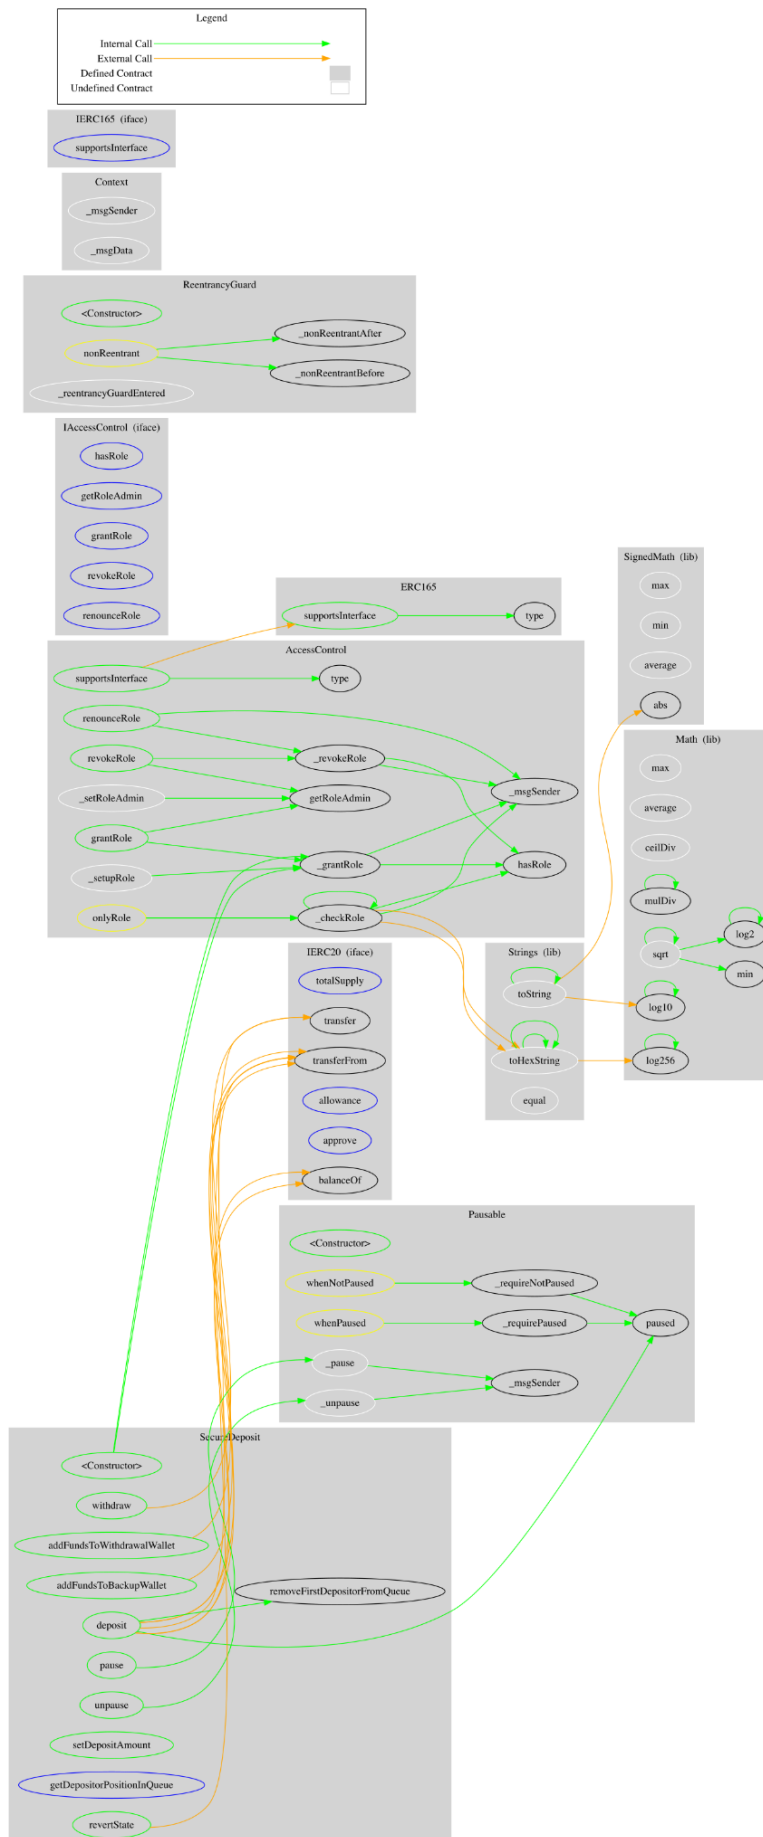 Legend
Internal Call
External Call
Defined Contract
Undefined Contract
IERC165 (iface)
supportsInterface
Context
_msgSender
_msgData
ReentrancyGuard
<Constructor>
nonReentrant
_nonReentrantAfter
_nonReentrantBefore
_reentrancyGuardEntered
IAccessControl (iface)
hasRole
getRoleAdmin
grantRole
revokeRole
renounceRole
ERC165
supportsInterface
type
SignedMath (lib)
max
min
average
abs
AccessControl
supportsInterface
type
renounceRole
revokeRole
_revokeRole
_setRoleAdmin
getRoleAdmin
_msgSender
grantRole
_setupRole
_grantRole
hasRole
onlyRole
_checkRole
Math (lib)
max
average
ceilDiv
mulDiv
log2
sqrt
min
log10
log256
IERC20 (iface)
totalSupply
transfer
transferFrom
allowance
approve
balanceOf
Strings (lib)
toString
toHexString
equal
Pausable
<Constructor>
whenNotPaused
_requireNotPaused
whenPaused
_requirePaused
paused
_pause
_msgSender
_unpause
SecureDeposit
<Constructor>
withdraw
addFundsToWithdrawalWallet
addFundsToBackupWallet
removeFirstDepositorFromQueue
deposit
pause
unpause
setDepositAmount
getDepositorPositionInQueue
revertState